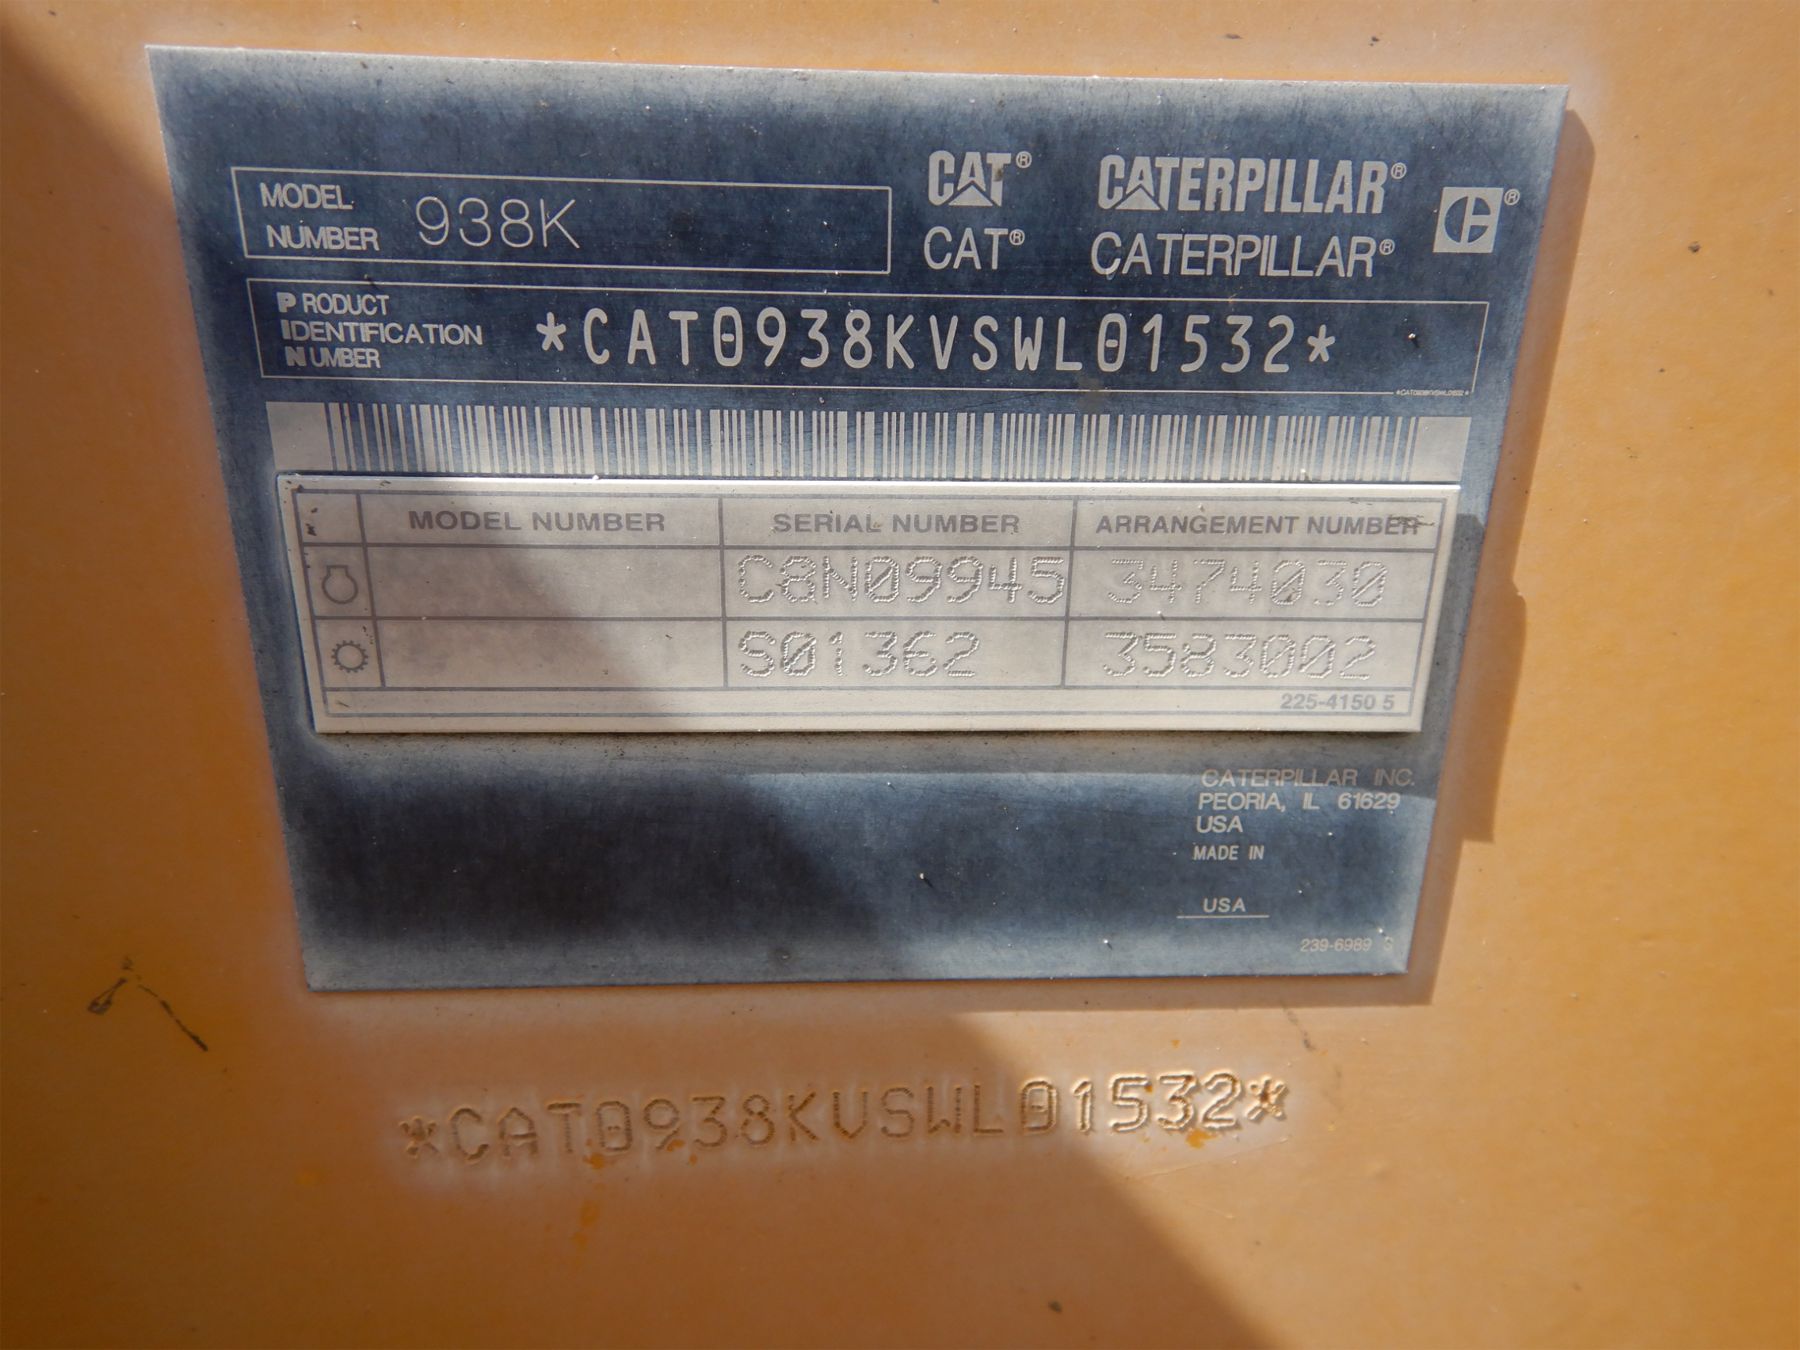 MODEL NUMBER 938K
CAT® CATERPILLAR® ®
CAT® CATERPILLAR®
PRODUCT IDENTIFICATION NUMBER *CAT0938KVSWL01532*
MODEL NUMBER SERIAL NUMBER ARRANGEMENT NUMBER
C8N09945 3474030
S01362 3583002
225-4150 5
CATERPILLAR INC.
PEORIA, IL 61629
USA
MADE IN
USA
239-6989
*CAT0938KVSWL01532*